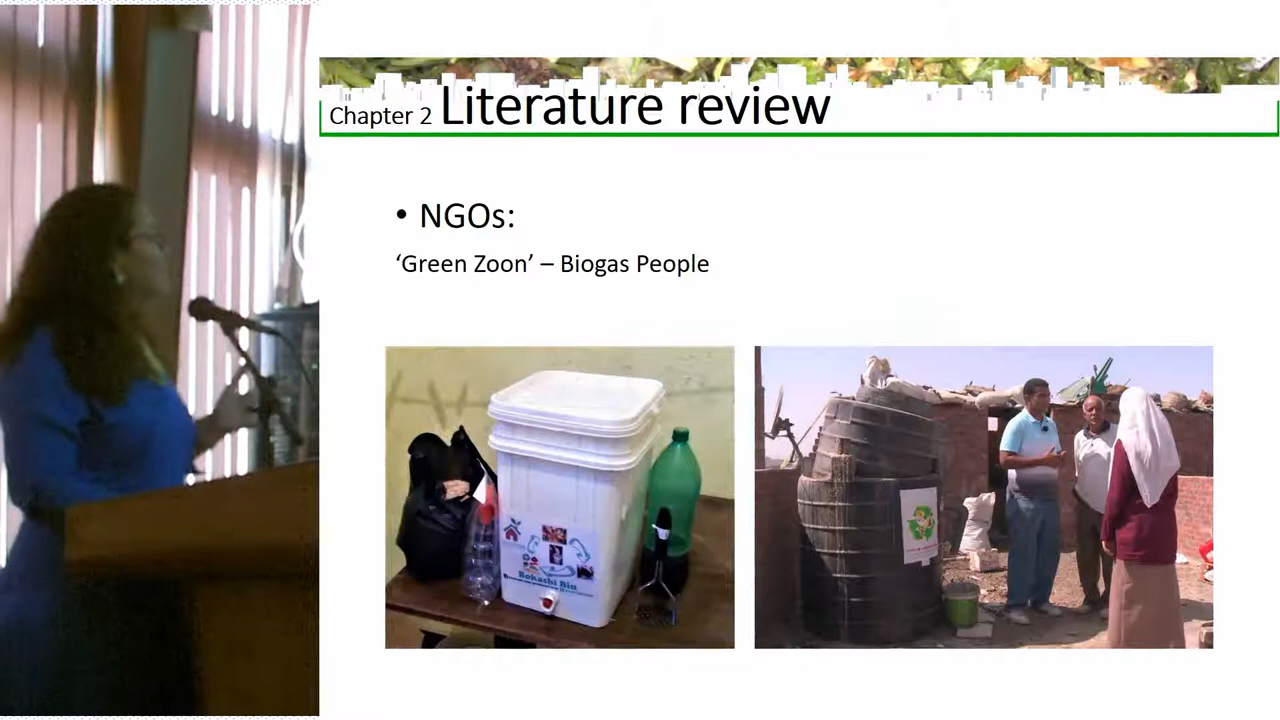 Chapter 2 Literature review
• NGOs:
‘Green Zoon’ – Biogas People
Bokashi Bin